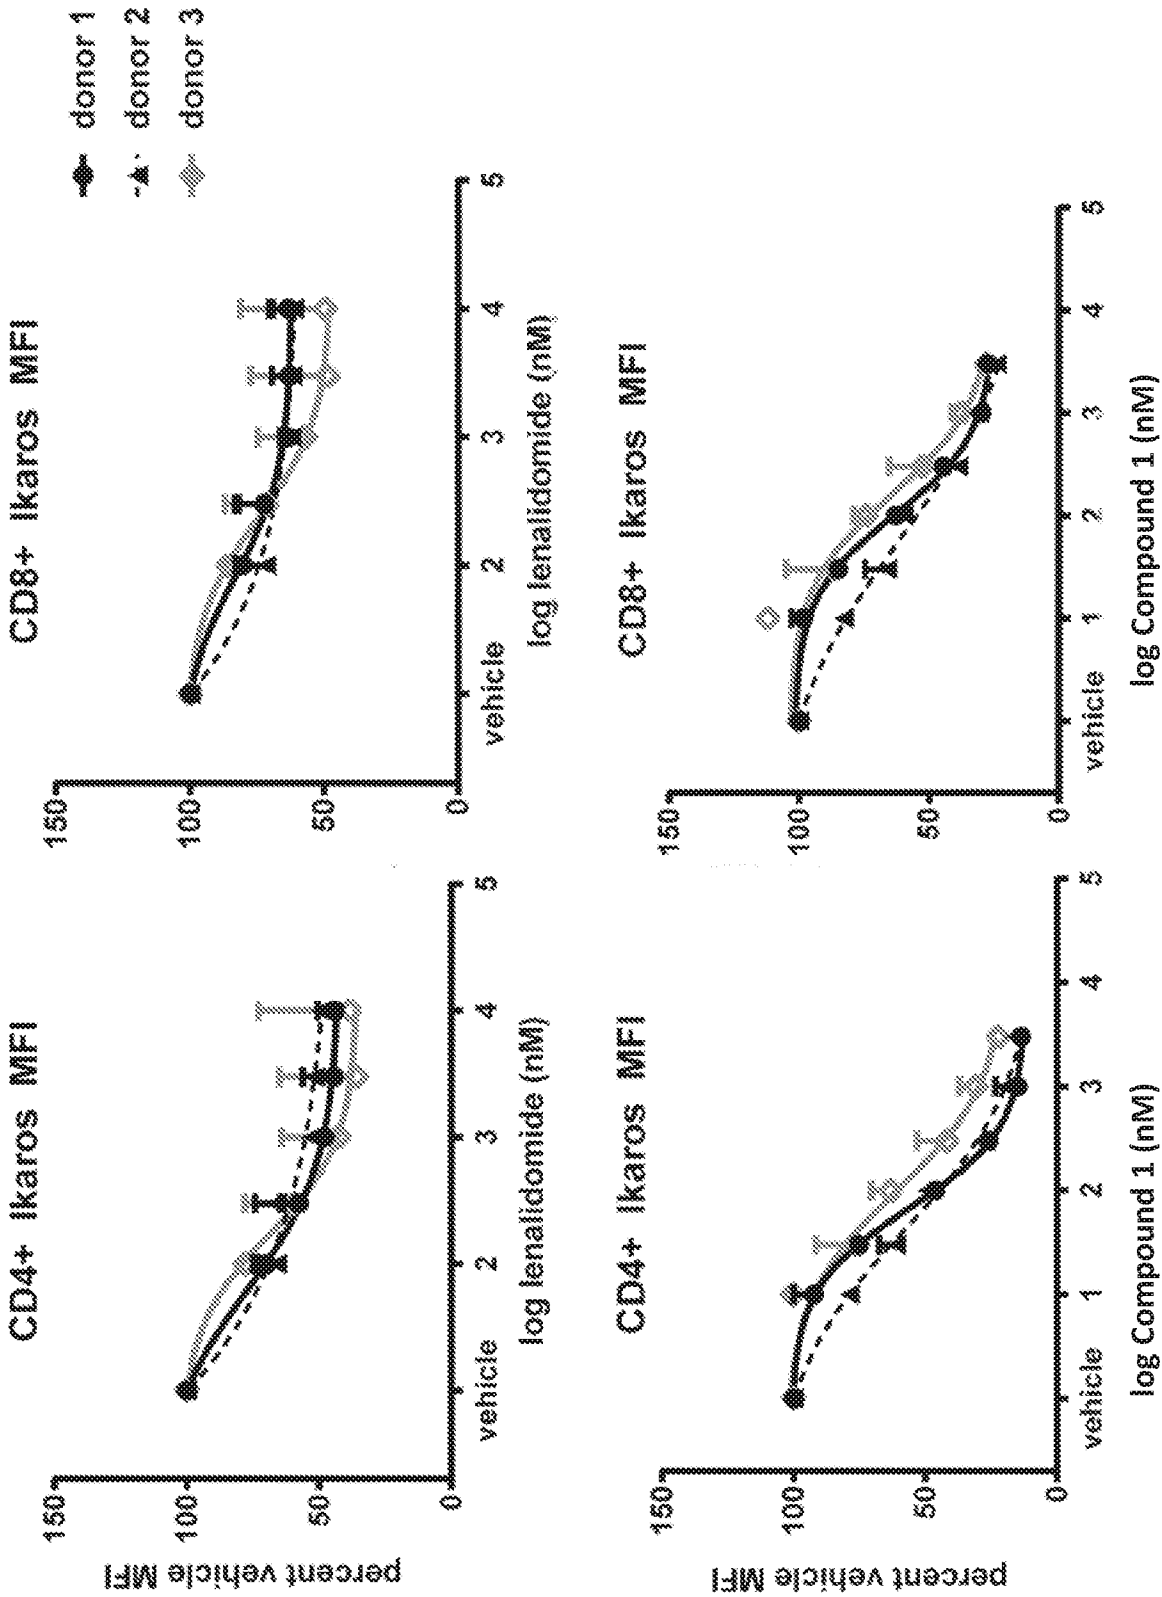 CD4+ Ikaros MFI
percent vehicle MFI
150
100
50
0
vehicle 2 3 4 5
log lenalidomide (nM)
CD8+ Ikaros MFI
150
100
50
0
vehicle 2 3 4 5
log lenalidomide (nM)
donor 1
donor 2
donor 3
CD4+ Ikaros MFI
percent vehicle MFI
150
100
50
0
vehicle 1 2 3 4 5
log Compound 1 (nM)
CD8+ Ikaros MFI
150
100
50
0
vehicle 1 2 3 4 5
log Compound 1 (nM)